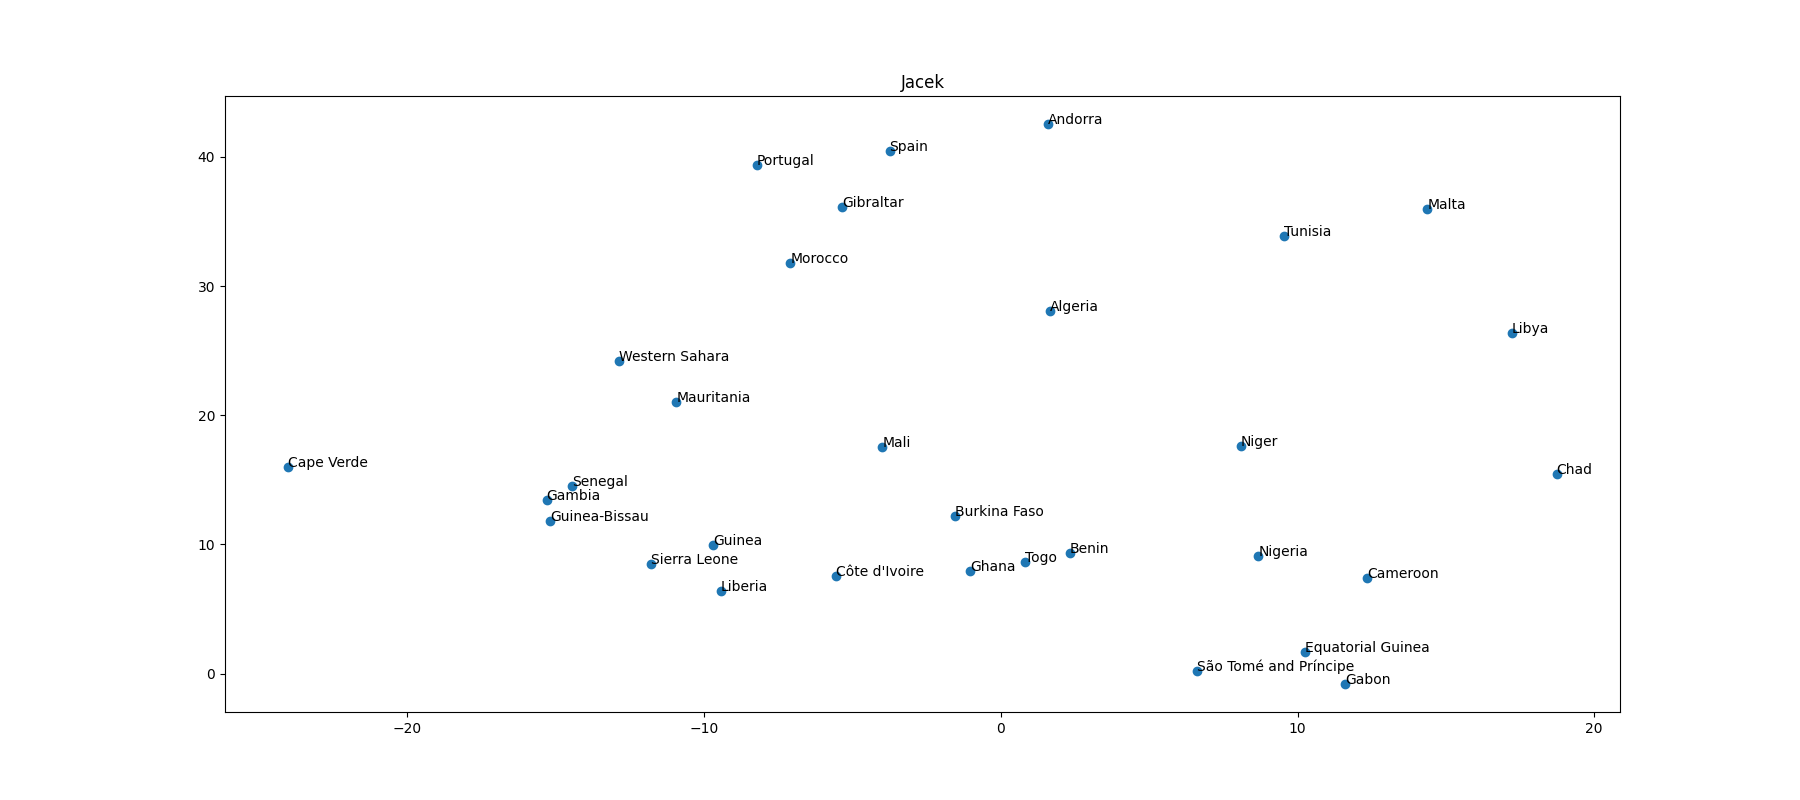 Jacek
Andorra
Spain
Portugal
40
Gibraltar
Malta
Tunisia
Morocco
30
Algeria
Libya
Western Sahara
Mauritania
20
Mali
Niger
Cape Verde
Chad
Senegal
Gambia
Burkina Faso
Guinea-Bissau
10
Guinea
Benin
Nigeria
Togo
Sierra Leone
Ghana
Côte d'Ivoire
Cameroon
Liberia
Equatorial Guinea
São Tomé and Príncipe
0
Gabon
−20
−10
0
10
20